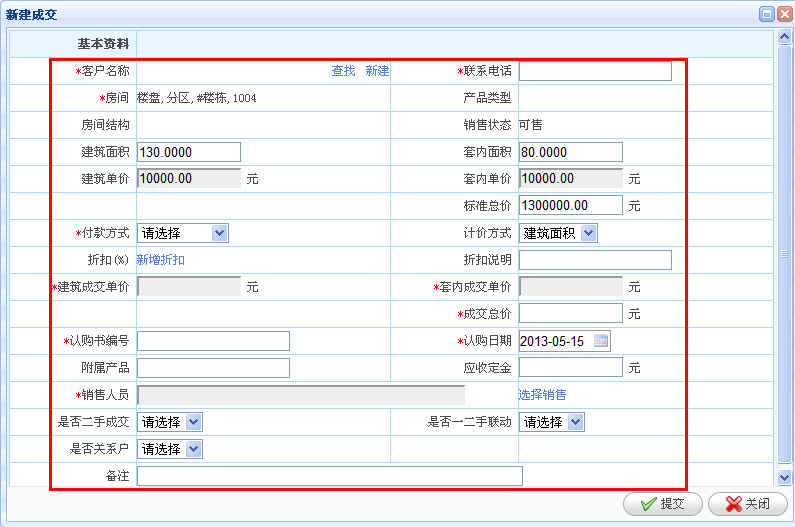 新建成交
基本资料
*客户名称 查找 新建 *联系电话
*房间 楼盘,分区,#楼栋,1004 产品类型
房间结构 销售状态 可售
建筑面积 130.0000 套内面积 80.0000
建筑单价 10000.00 元 套内单价 10000.00 元
标准总价 1300000.00 元
*付款方式 请选择 计价方式 建筑面积
折扣(%) 新增折扣 折扣说明
*建筑成交单价 元 *套内成交单价 元
*成交总价 元
*认购书编号 *认购日期 2013-05-15
附属产品 应收定金 元
*销售人员 选择销售
是否二手成交 请选择 是否一二手联动 请选择
是否关系户 请选择
备注
提交 关闭